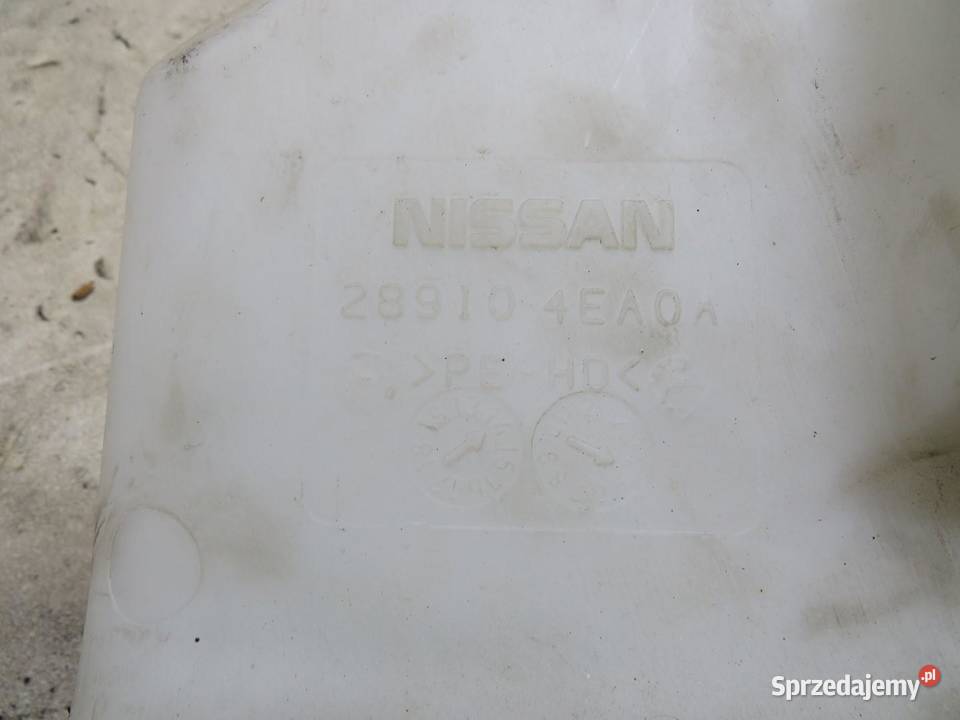 NISSAN
28910 4EA0A
>PE-HD<
Sprzedajemy.pl